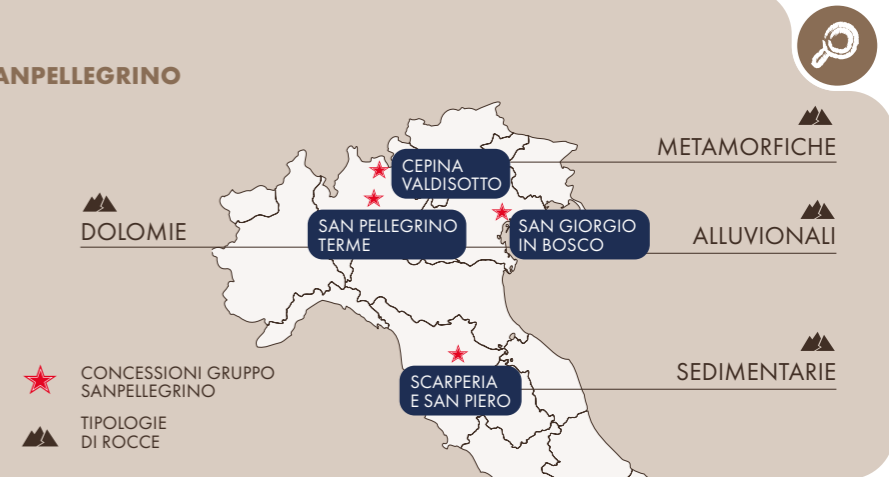 ANPELLEGRINO
METAMORFICHE
CEPINA
VALDISOTTO
DOLOMIE
SAN PELLEGRINO
TERME
SAN GIORGIO
IN BOSCO
ALLUVIONALI
SEDIMENTARIE
SCARPERIA
E SAN PIERO
CONCESSIONI GRUPPO
SANPELLEGRINO
TIPOLOGIE
DI ROCCE